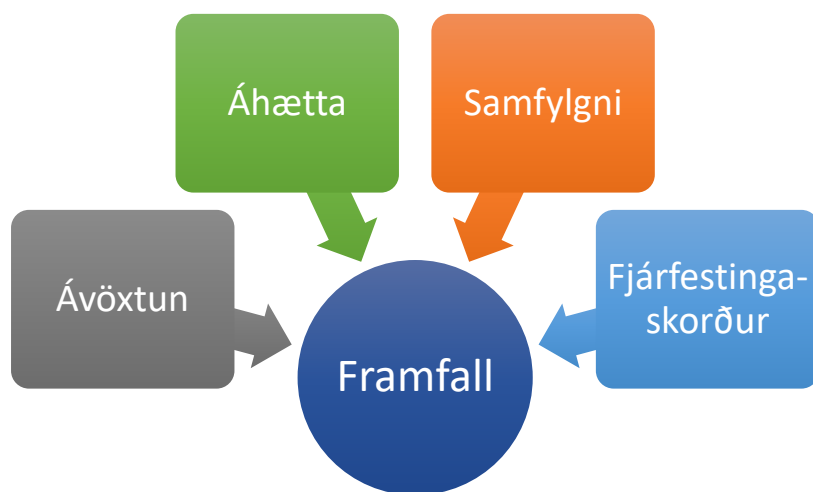 Áhætta
Samfylgni
Ávöxtun
Fjárfestinga-
skorður
Framfall